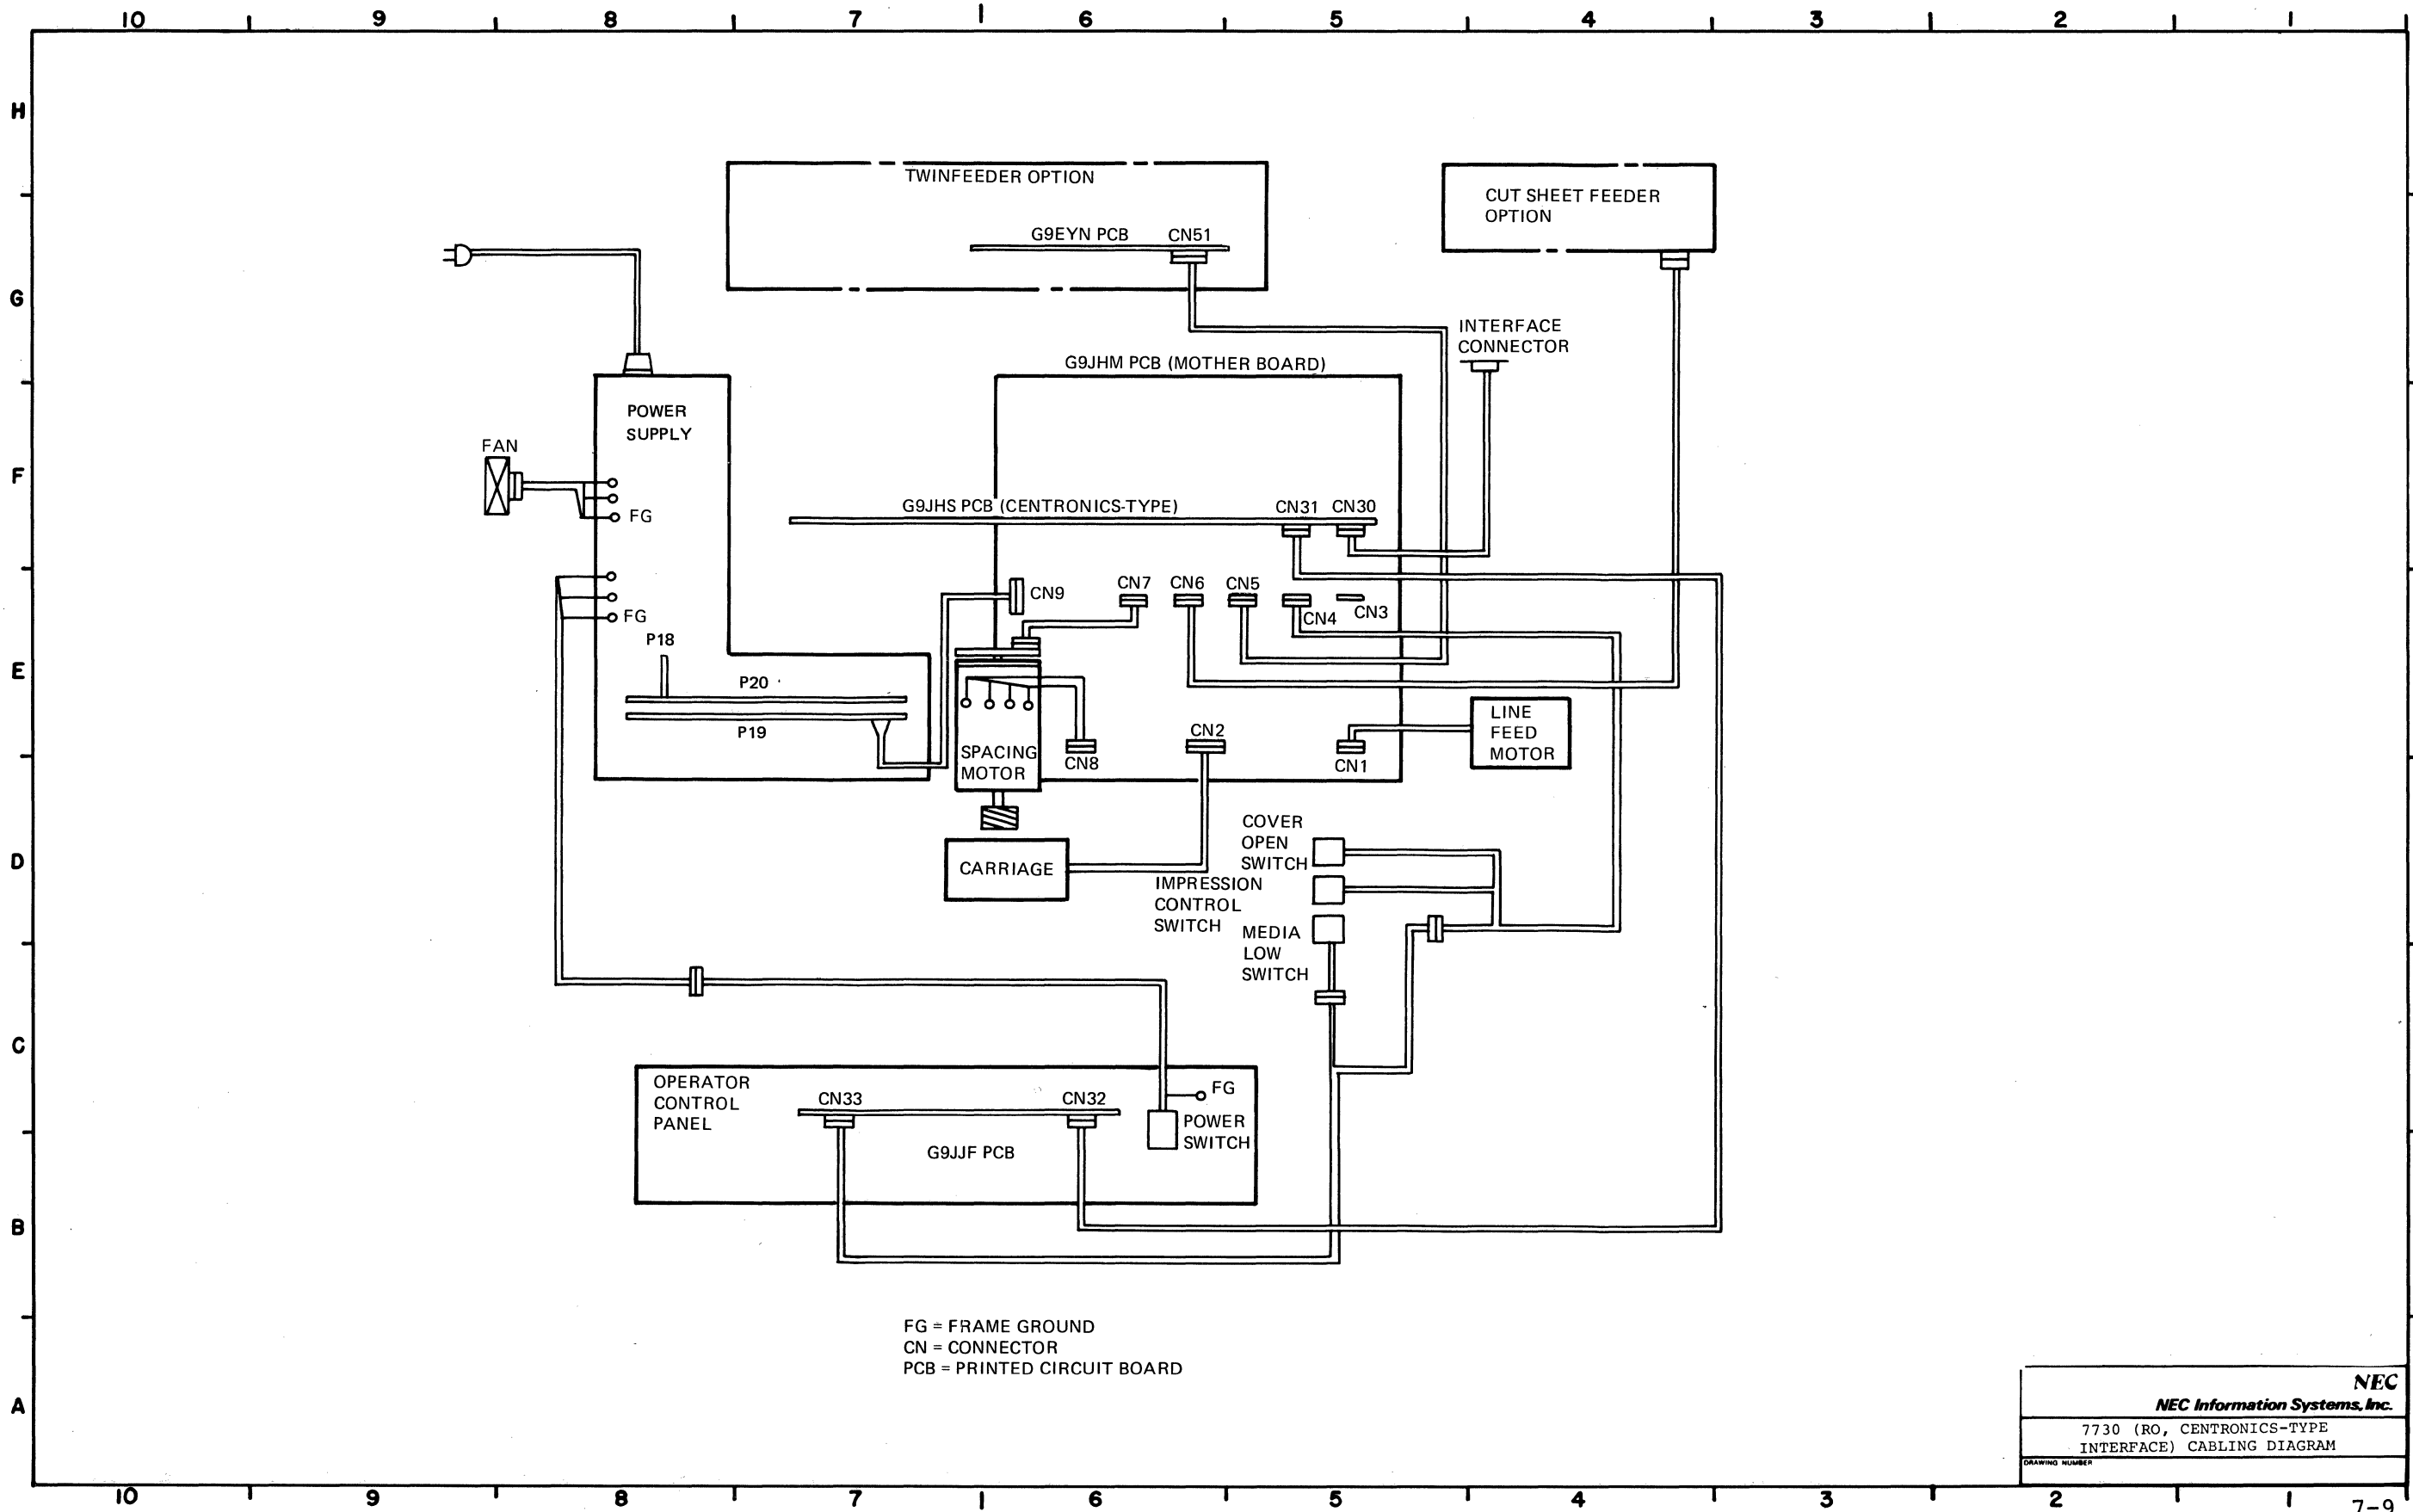 10 9 8 7 6 5 4 3 2 1
H
TWINFEEDER OPTION
CUT SHEET FEEDER
OPTION
G9EYN PCB CN51
G
INTERFACE
CONNECTOR
G9JHM PCB (MOTHER BOARD)
POWER
SUPPLY
FAN
F
FG
G9JHS PCB (CENTRONICS-TYPE) CN31 CN30
CN9
CN7 CN6 CN5
CN4
CN3
FG
P18
E
P20
P19
LINE
FEED
MOTOR
CN2
SPACING
MOTOR
CN8
CN1
COVER
OPEN
SWITCH
D
CARRIAGE
IMPRESSION
CONTROL
SWITCH
MEDIA
LOW
SWITCH
C
OPERATOR
CONTROL
PANEL
CN33
CN32
FG
POWER
SWITCH
G9JJF PCB
B
FG = FRAME GROUND
CN = CONNECTOR
PCB = PRINTED CIRCUIT BOARD
A
NEC
NEC Information Systems, Inc.
7730 (RO, CENTRONICS-TYPE
INTERFACE) CABLING DIAGRAM
DRAWING NUMBER
10 9 8 7 6 5 4 3 2 1
7-9